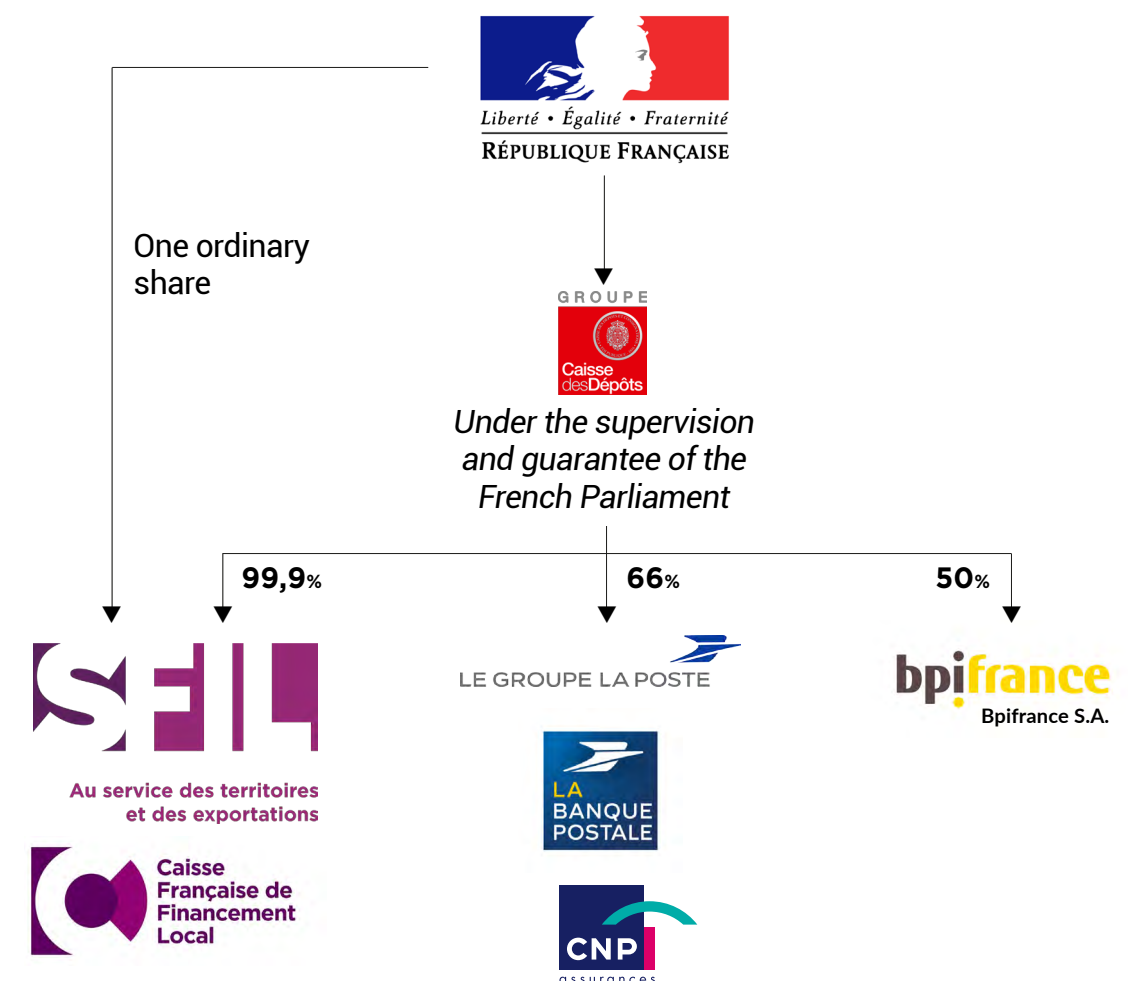 Liberté • Égalité • Fraternité
RÉPUBLIQUE FRANÇAISE
One ordinary
share
GROUPE
Caisse
desDépôts
Under the supervision
and guarantee of the
French Parliament
99,9%
66%
50%
SFIL
Au service des territoires
et des exportations
Caisse
Française de
Financement
Local
LE GROUPE LA POSTE
LA
BANQUE
POSTALE
CNP
assurances
bpifrance
Bpifrance S.A.